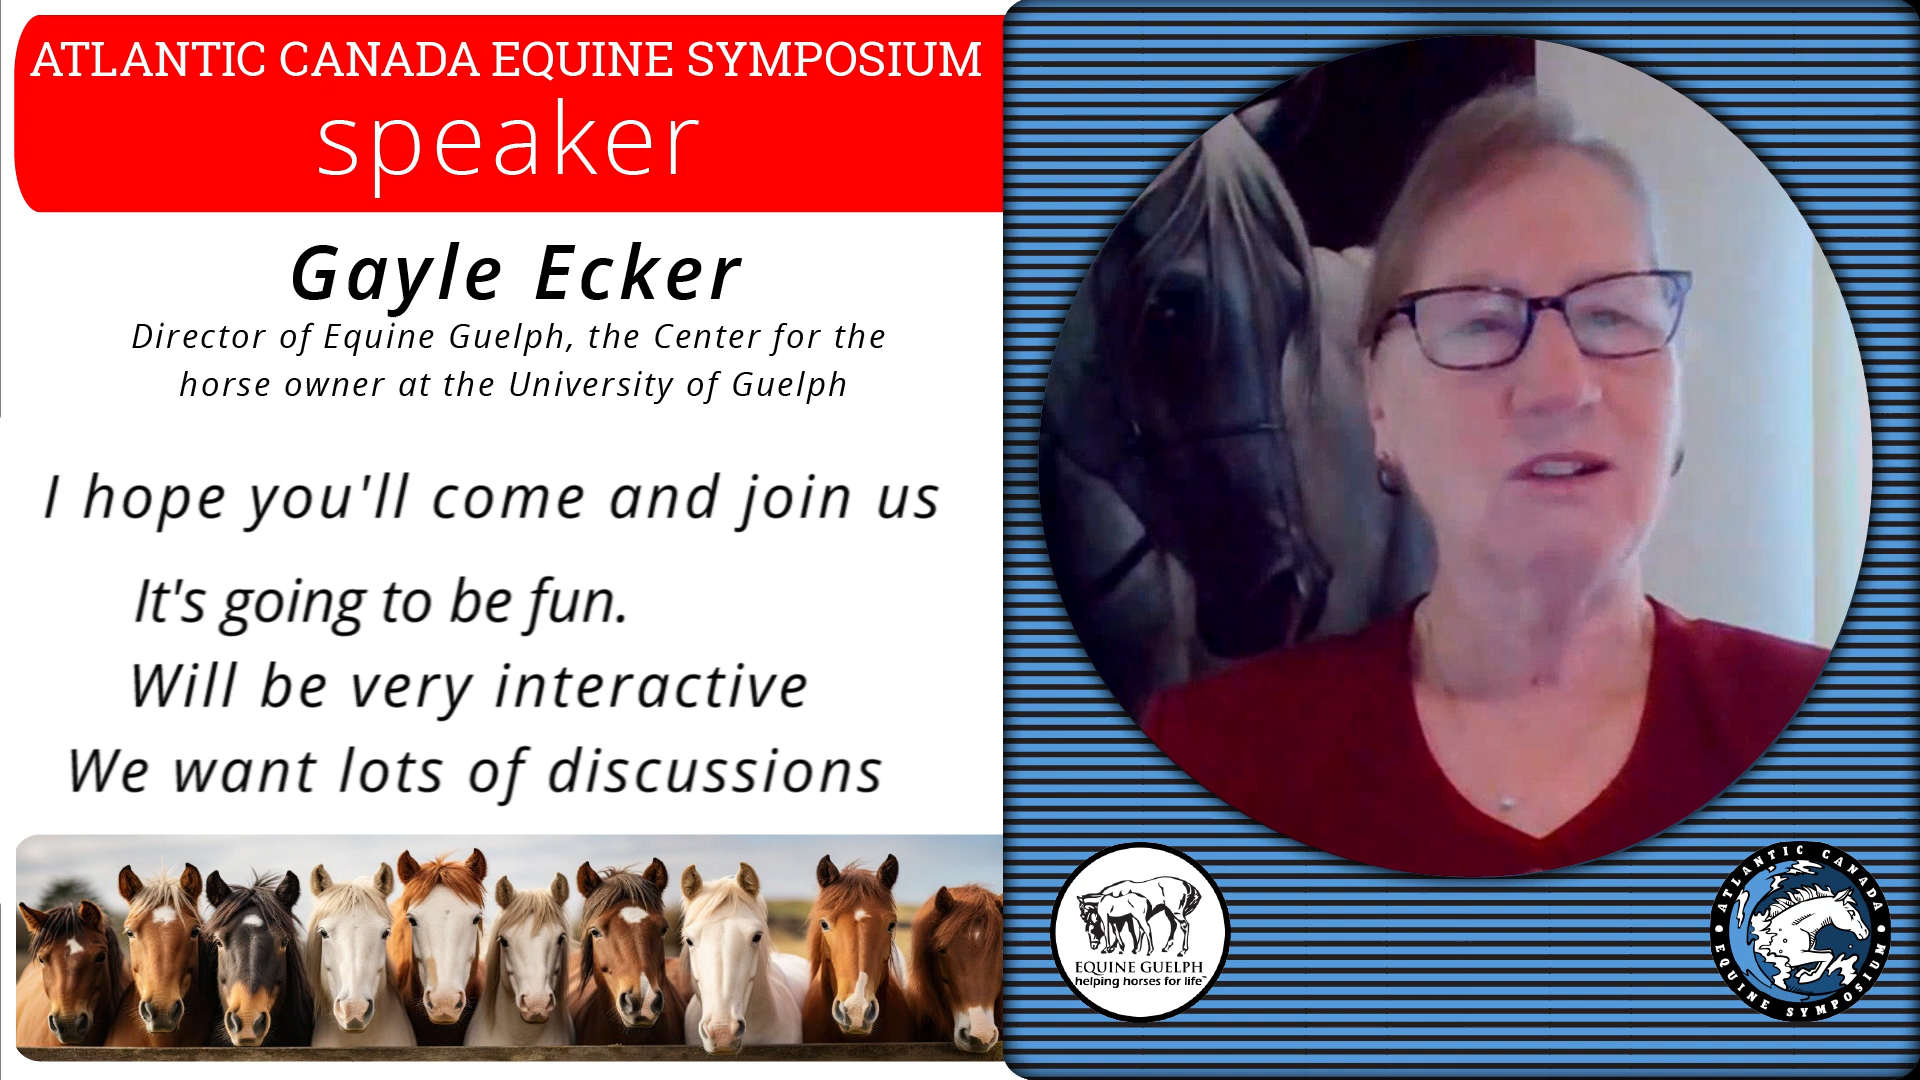 ATLANTIC CANADA EQUINE SYMPOSIUM
speaker
Gayle Ecker
Director of Equine Guelph, the Center for the
horse owner at the University of Guelph
I hope you'll come and join us
It's going to be fun.
Will be very interactive
We want lots of discussions
EQUINE GUELPH
helping horses for life™
ATLANTIC CANADA
EQUINE SYMPOSIUM